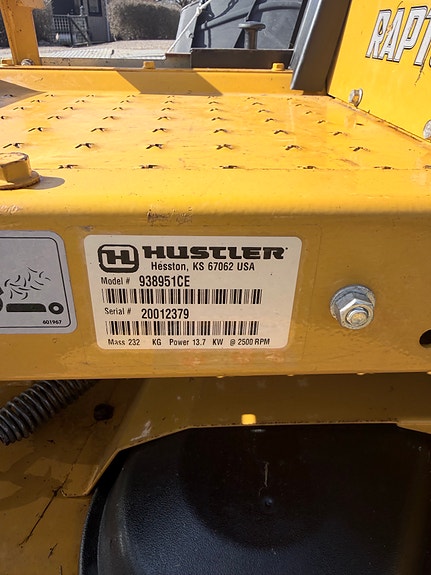 RAPT
H HUSTLER
Hesston, KS 67062 USA
Model # 938951CE
Serial # 20012379
Mass 232 KG Power 13.7 KW @ 2500 RPM
601967